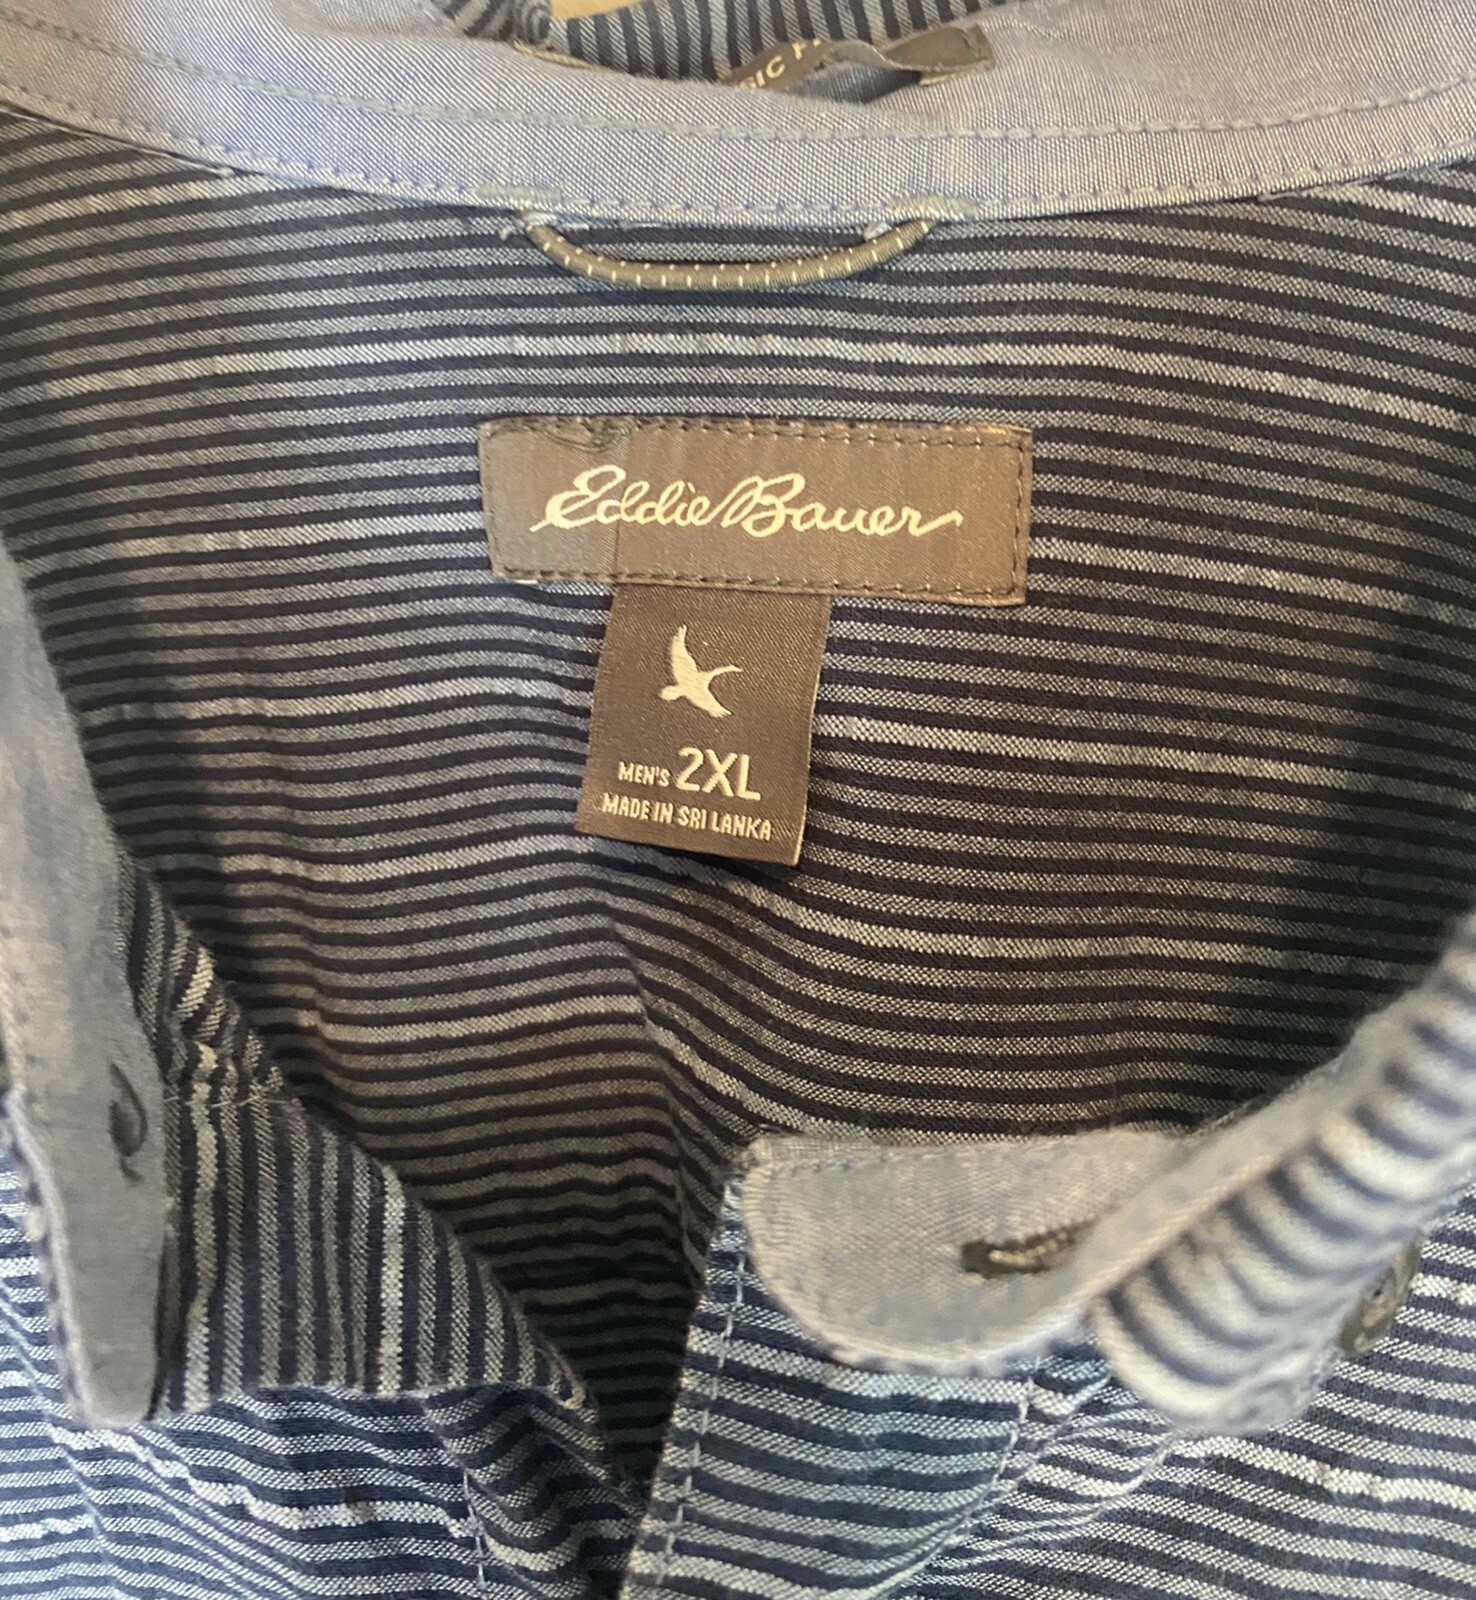 Eddie Bauer
MEN'S 2XL
MADE IN SRI LANKA